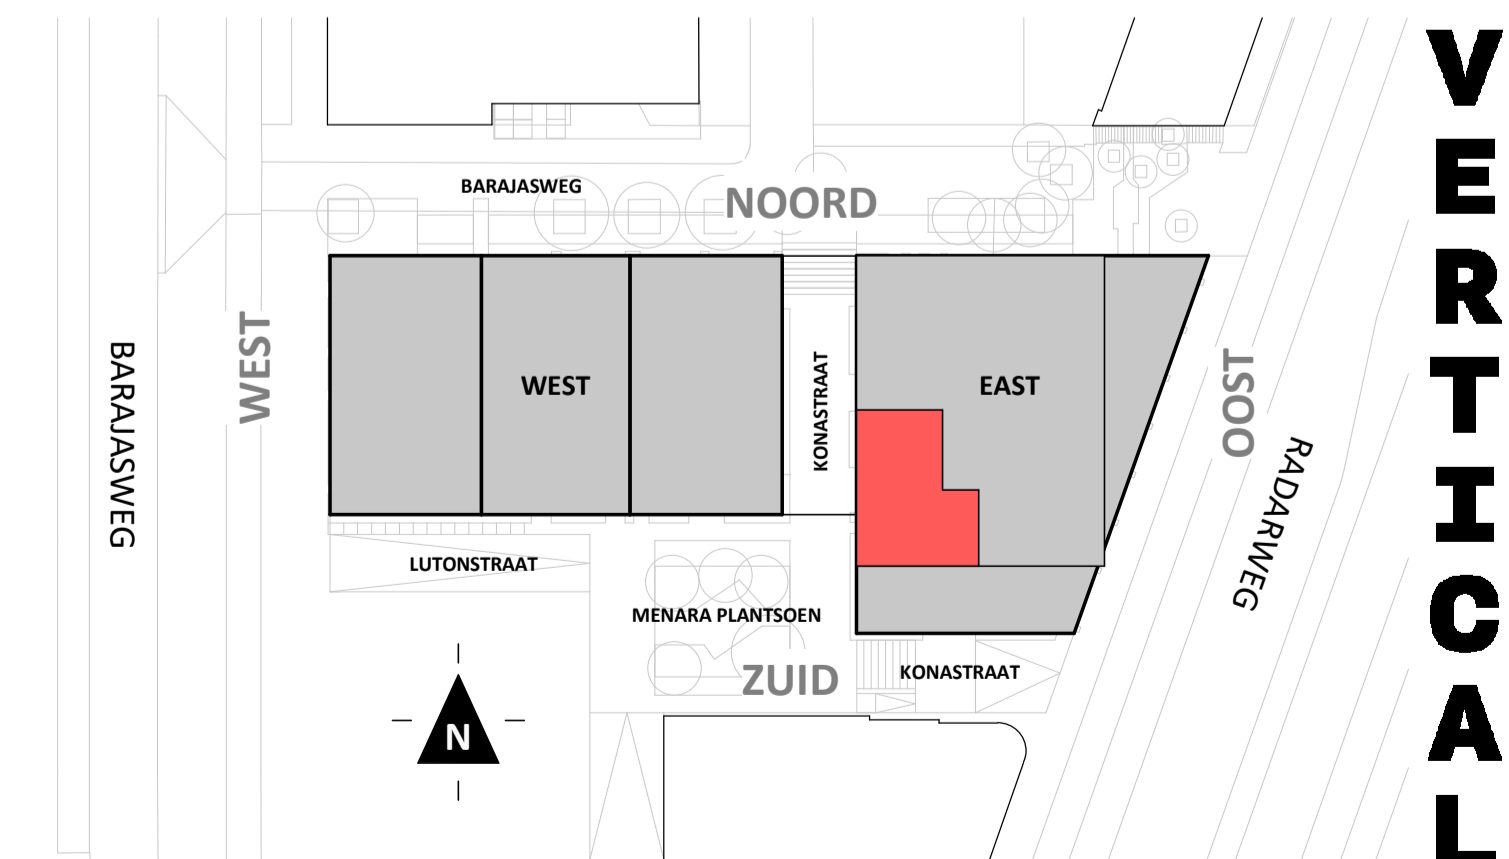 BARAJASWEG
NOORD
WEST
BARAJASWEG
WEST
KONASTRAAT
EAST
OOST
RADARWEG
LUTONSTRAAT
MENARA PLANTSOEN
ZUID
KONASTRAAT
N
VERTICAL